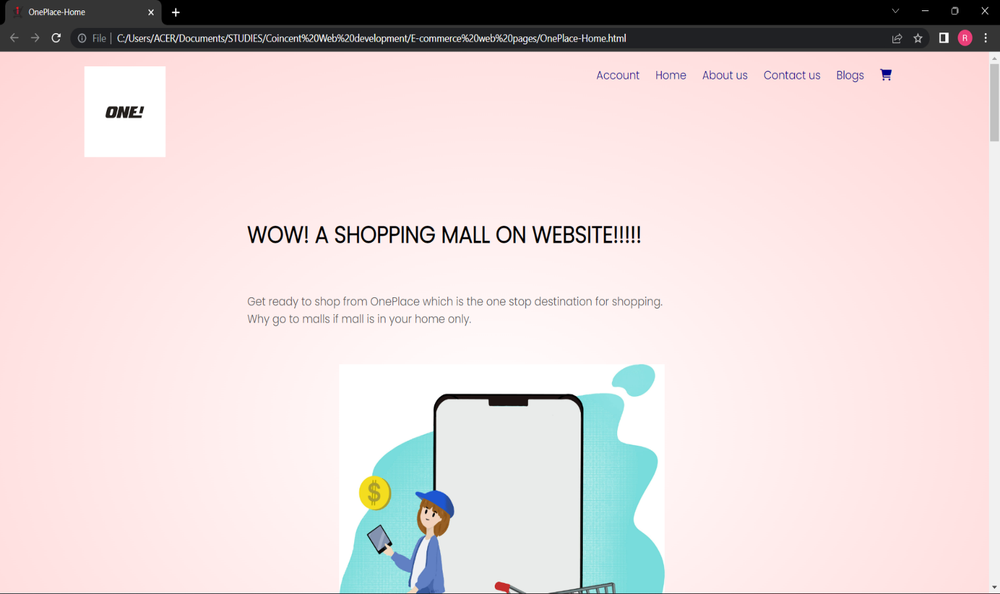 OnePlace-Home
File
C:/Users/ACER/Documents/STUDIES/Coincent%20Web%20development/E-commerce%20web%20pages/OnePlace-Home.html
R
ONE!
Account Home About us Contact us Blogs
WOW! A SHOPPING MALL ON WEBSITE!!!!!
Get ready to shop from OnePlace which is the one stop destination for shopping.
Why go to malls if mall is in your home only.
$